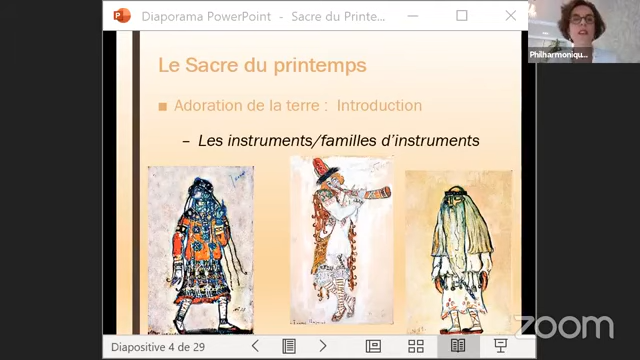 Diaporama PowerPoint - Sacre du Printe...
Philharmoniqu...
Le Sacre du printemps
Adoration de la terre : Introduction
– Les instruments/familles d'instruments
zoom
Diapositive 4 de 29